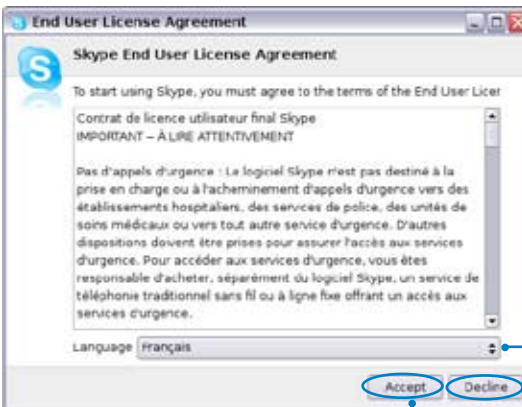 End User License Agreement
Skype End User License Agreement
To start using Skype, you must agree to the terms of the End User Licer
Contrat de licence utilisateur final Skype
IMPORTANT – À LIRE ATTENTIVEMENT
Pas d'appels d'urgence : Le logiciel Skype n'est pas destiné à la
prise en charge ou à l'acheminement d'appels d'urgence vers des
établissements hospitaliers, des services de police, des unités de
soins médicaux ou vers tout autre service d'urgence. D'autres
dispositions doivent être prises pour assurer l'accès aux services
d'urgence. Pour accéder aux services d'urgence, vous êtes
responsable d'acheter, séparément du logiciel Skype, un service de
téléphonie traditionnel sans fil ou à ligne fixe offrant un accès aux
services d'urgence.
Language Français
Accept Decline